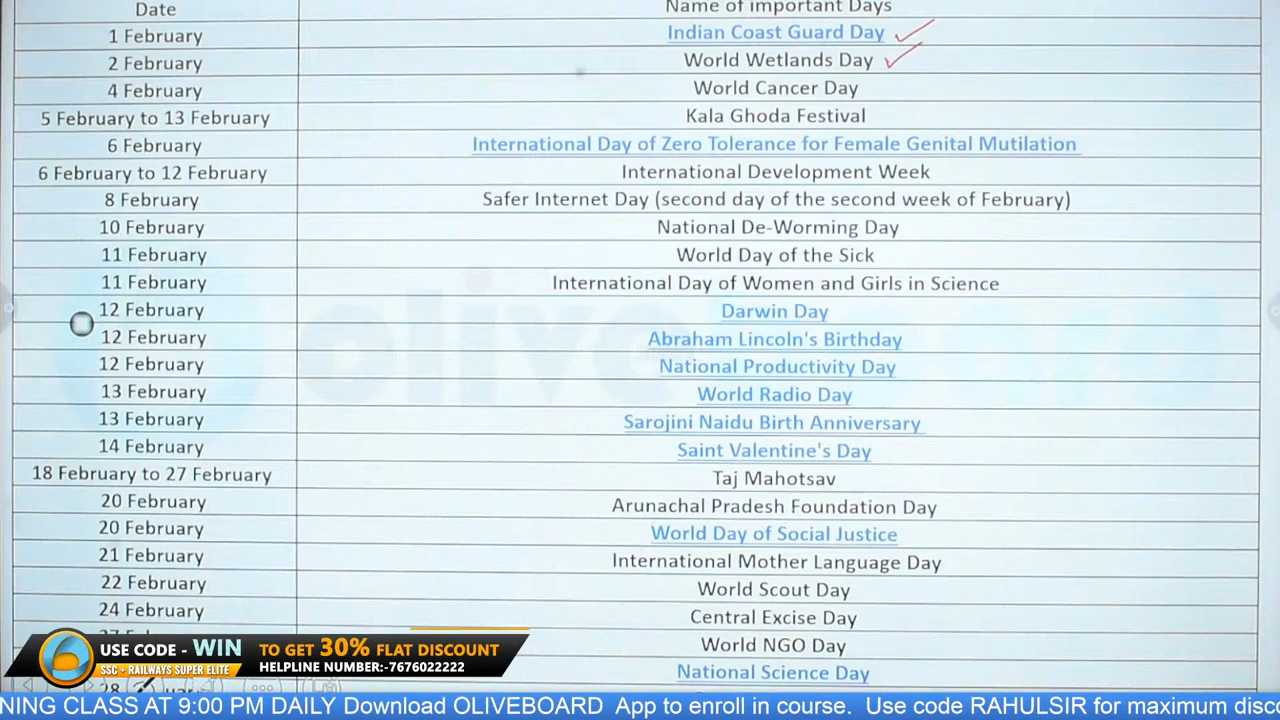 Date Name of important Days
1 February Indian Coast Guard Day
2 February World Wetlands Day
4 February World Cancer Day
5 February to 13 February Kala Ghoda Festival
6 February International Day of Zero Tolerance for Female Genital Mutilation
6 February to 12 February International Development Week
8 February Safer Internet Day (second day of the second week of February)
10 February National De-Worming Day
11 February World Day of the Sick
11 February International Day of Women and Girls in Science
12 February Darwin Day
12 February Abraham Lincoln's Birthday
12 February National Productivity Day
13 February World Radio Day
13 February Sarojini Naidu Birth Anniversary
14 February Saint Valentine's Day
18 February to 27 February Taj Mahotsav
20 February Arunachal Pradesh Foundation Day
20 February World Day of Social Justice
21 February International Mother Language Day
22 February World Scout Day
24 February Central Excise Day
World NGO Day
28 National Science Day
USE CODE - WIN TO GET 30% FLAT DISCOUNT
SSC + RAILWAYS SUPER ELITE HELPLINE NUMBER:-7676022222
NING CLASS AT 9:00 PM DAILY Download OLIVEBOARD App to enroll in course. Use code RAHULSIR for maximum disc